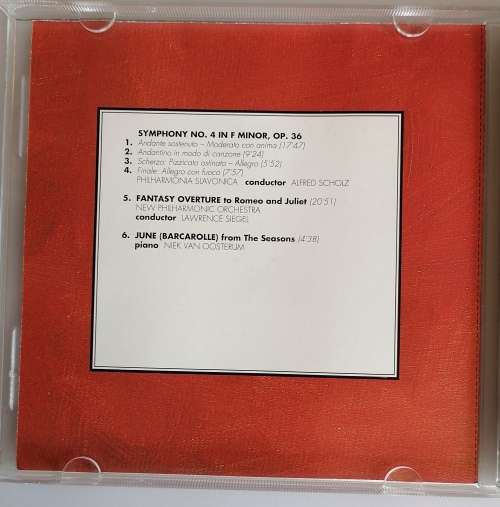 SYMPHONY NO. 4 IN F MINOR, OP. 36
1. Andante sostenuto – Moderato con anima (17'47)
2. Andantino in modo di canzone (9'24)
3. Scherzo: Pizzicato ostinato – Allegro (5'52)
4. Finale: Allegro con fuoco (7'57)
PHILHARMONIA SLAVONICA conductor ALFRED SCHOLZ
5. FANTASY OVERTURE to Romeo and Juliet (20'51)
NEW PHILHARMONIC ORCHESTRA
conductor LAWRENCE SIEGEL
6. JUNE (BARCAROLLE) from The Seasons (4'38)
piano NIEK VAN OOSTERUM